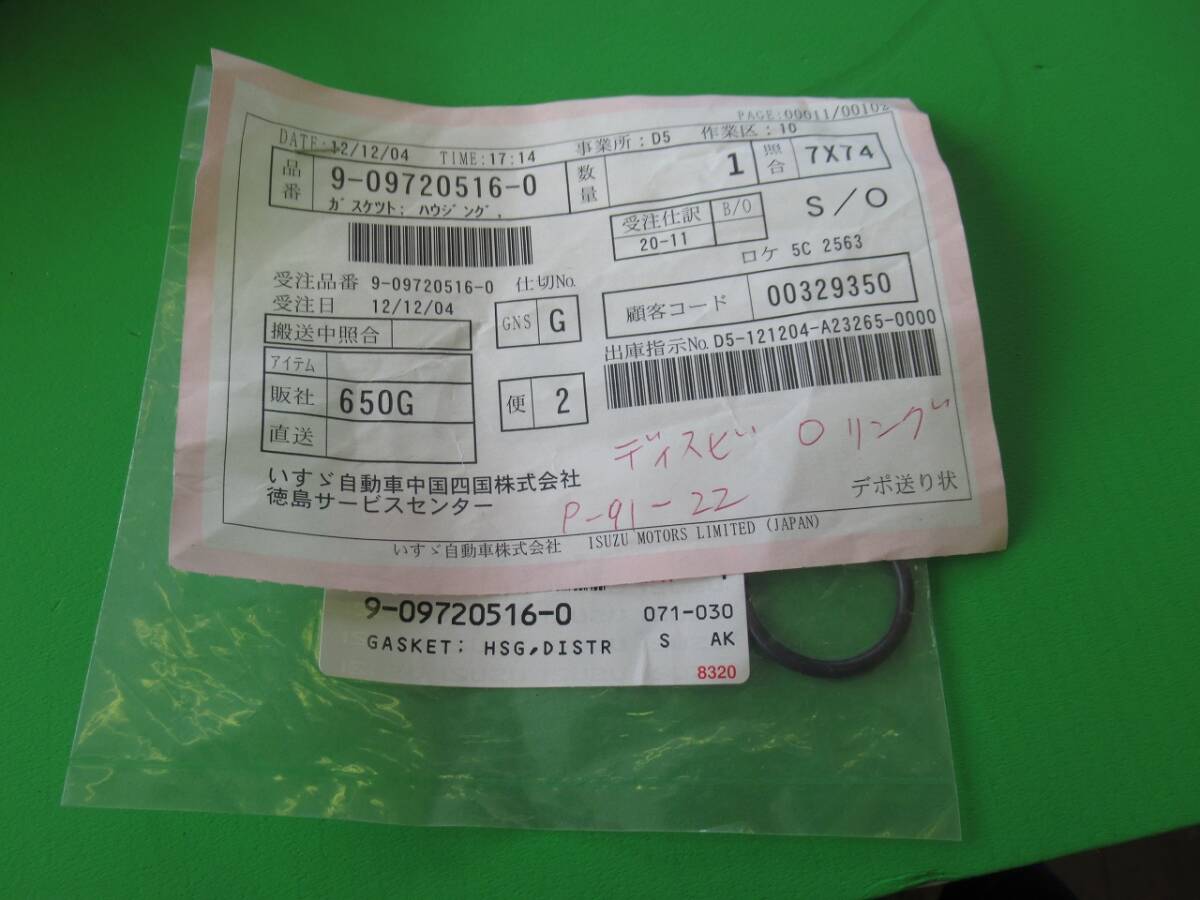 PAGE:00011/00102
DATE:12/12/04 TIME:17:14 事業所:D5 作業区:10
品番 9-09720516-0 数量 1 照合 7X74
ガスケツト; ハウジング,
受注仕訳 B/O S/O
20-11
ロケ 5C 2563
受注品番 9-09720516-0 仕切No.
受注日 12/12/04
GNS G
顧客コード 00329350
搬送中照合
出庫指示No. D5-121204-A23265-0000
アイテム
販社 650G
便 2
直送
ディスビ Oリング
いすゞ自動車中国四国株式会社
徳島サービスセンター
P-91-22
デポ送り状
いすゞ自動車株式会社 ISUZU MOTORS LIMITED (JAPAN)
9-09720516-0 071-030
GASKET; HSG,DISTR S AK
8320